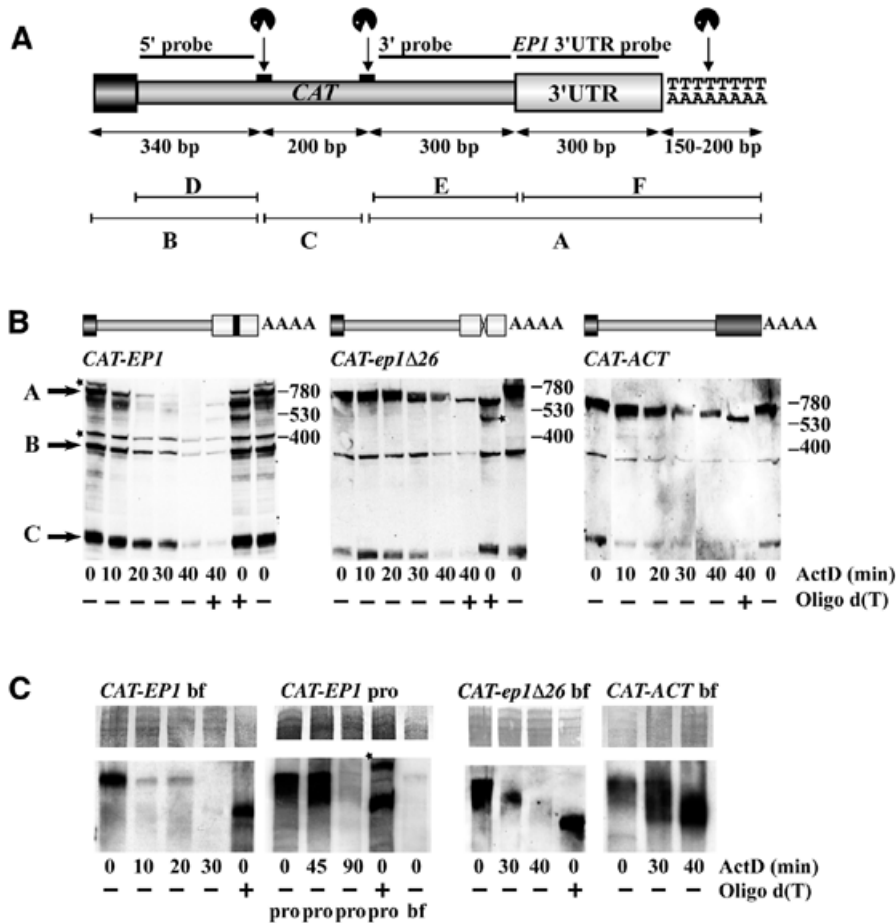 A
5' probe
3' probe
EP1 3'UTR probe
CAT
3'UTR
TTTTTTTT
AAAAAAAA
340 bp
200 bp
300 bp
300 bp
150-200 bp
D
E
F
B
C
A
B
AAAA
AAAA
AAAA
CAT-EP1
CAT-ep1Δ26
CAT-ACT
A
B
C
-780
-530
-400
-780
-530
-400
-780
-530
-400
0 10 20 30 40 40 0 0
0 10 20 30 40 40 0 0
0 10 20 30 40 40 0
ActD (min)
- - - - - + + -
- - - - - + + -
- - - - - + -
Oligo d(T)
C
CAT-EP1 bf
CAT-EP1 pro
CAT-ep1Δ26 bf
CAT-ACT bf
0 10 20 30 0
0 45 90 0 0
0 30 40 0
0 30 40
ActD (min)
- - - - +
- - - + -
- - - +
- - -
Oligo d(T)
pro pro pro pro bf